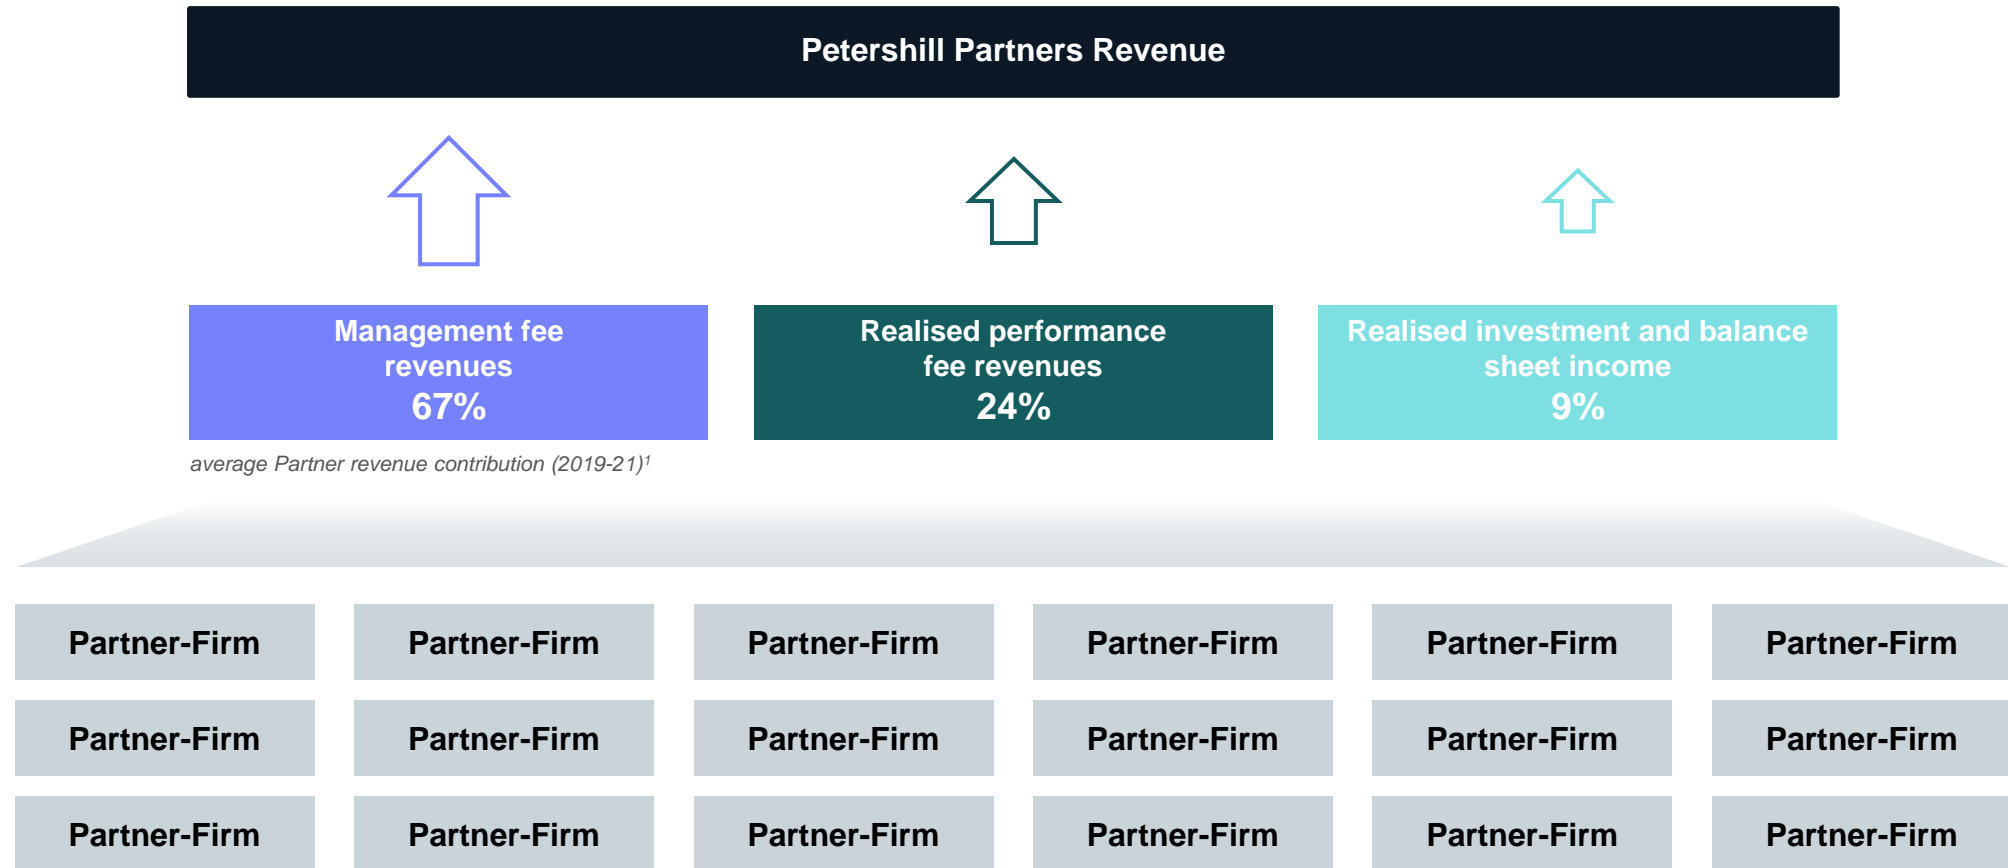 Petershill Partners Revenue
Management fee
revenues
67%
Realised performance
fee revenues
24%
Realised investment and balance
sheet income
9%
average Partner revenue contribution (2019-21)¹
Partner-Firm Partner-Firm Partner-Firm Partner-Firm Partner-Firm Partner-Firm
Partner-Firm Partner-Firm Partner-Firm Partner-Firm Partner-Firm Partner-Firm
Partner-Firm Partner-Firm Partner-Firm Partner-Firm Partner-Firm Partner-Firm